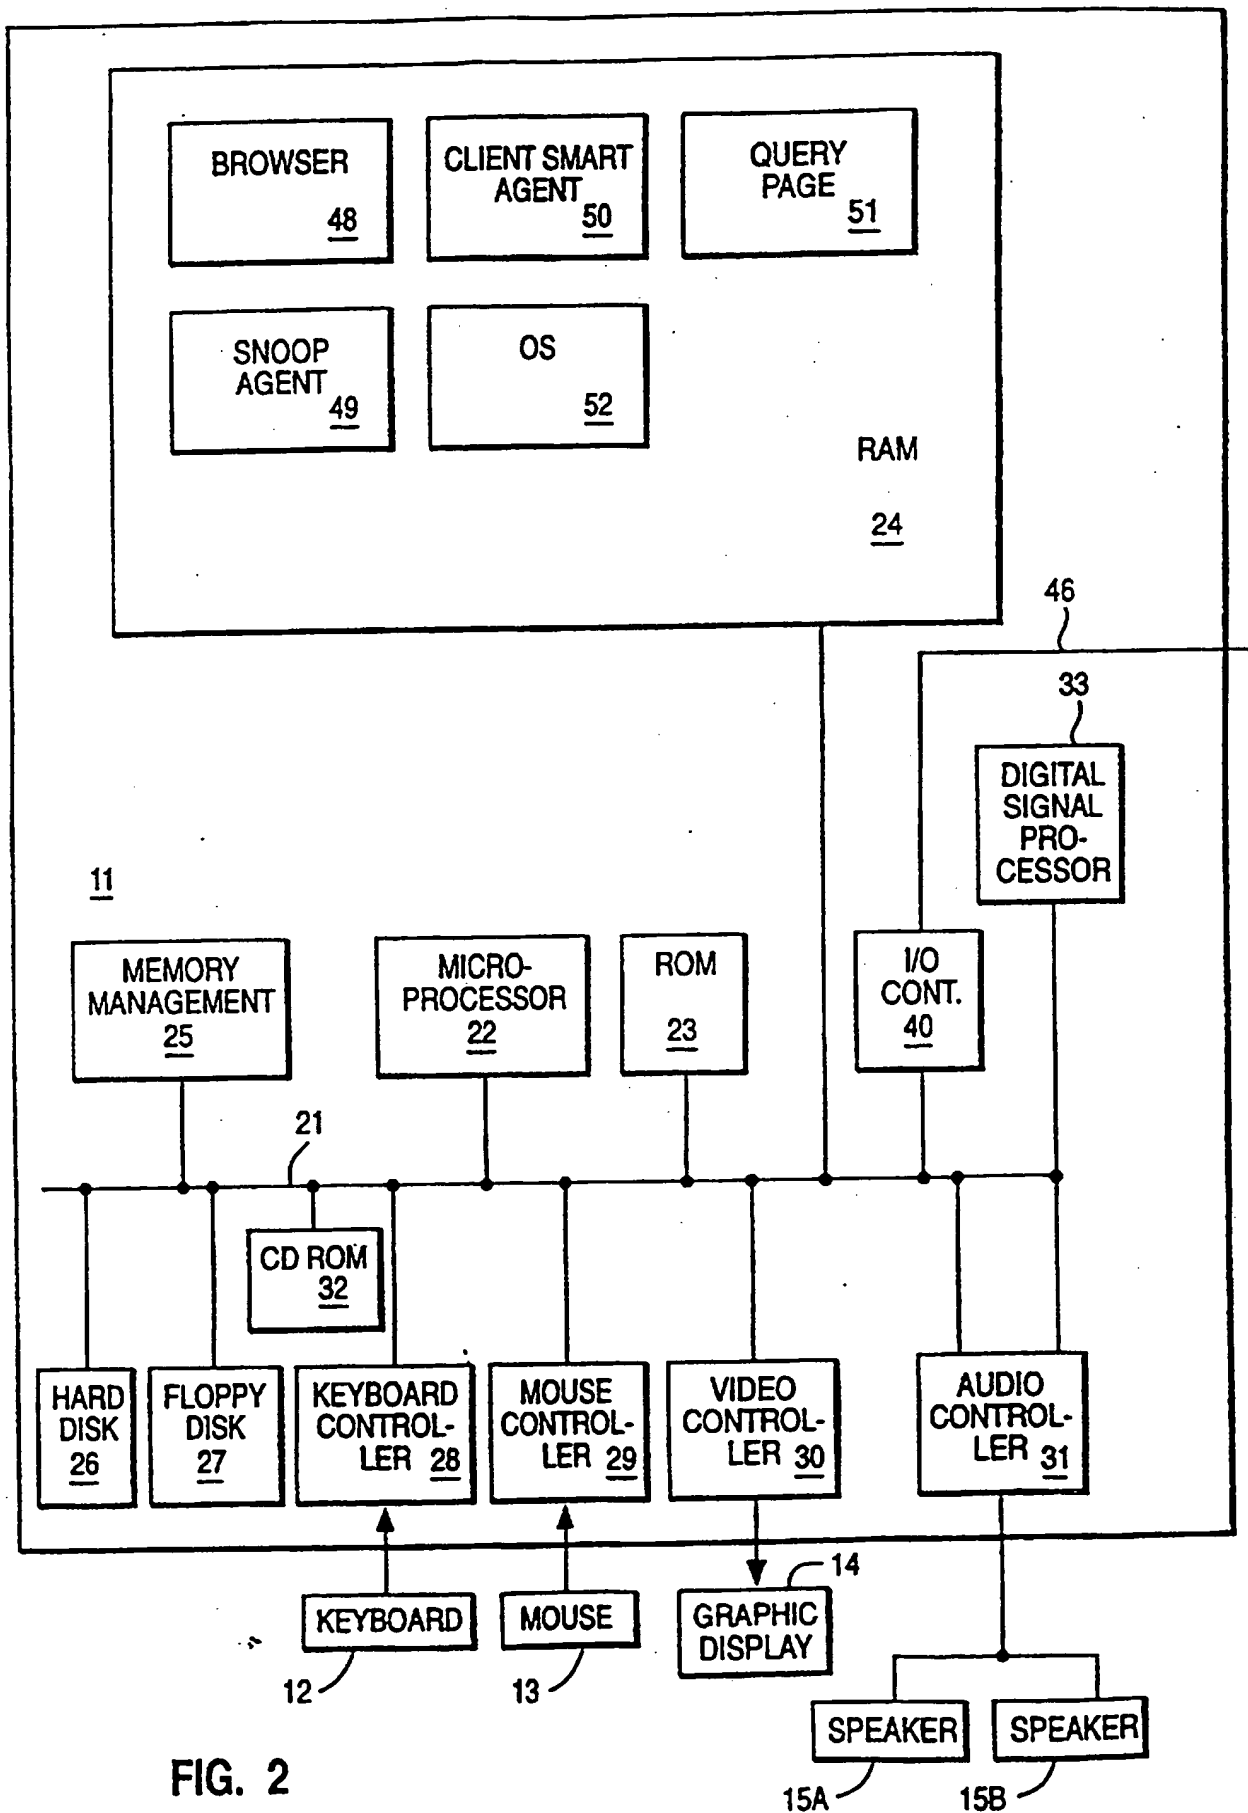 BROWSER
48
CLIENT SMART
AGENT
50
QUERY
PAGE
51
SNOOP
AGENT
49
OS
52
RAM
24
46
33
DIGITAL
SIGNAL
PRO-
CESSOR
11
MEMORY
MANAGEMENT
25
MICRO-
PROCESSOR
22
ROM
23
I/O
CONT.
40
21
CD ROM
32
HARD
DISK
26
FLOPPY
DISK
27
KEYBOARD
CONTROL-
LER 28
MOUSE
CONTROL-
LER 29
VIDEO
CONTROL-
LER 30
AUDIO
CONTROL-
LER 31
KEYBOARD
12
MOUSE
13
GRAPHIC
DISPLAY
14
SPEAKER
15A
SPEAKER
15B
FIG. 2